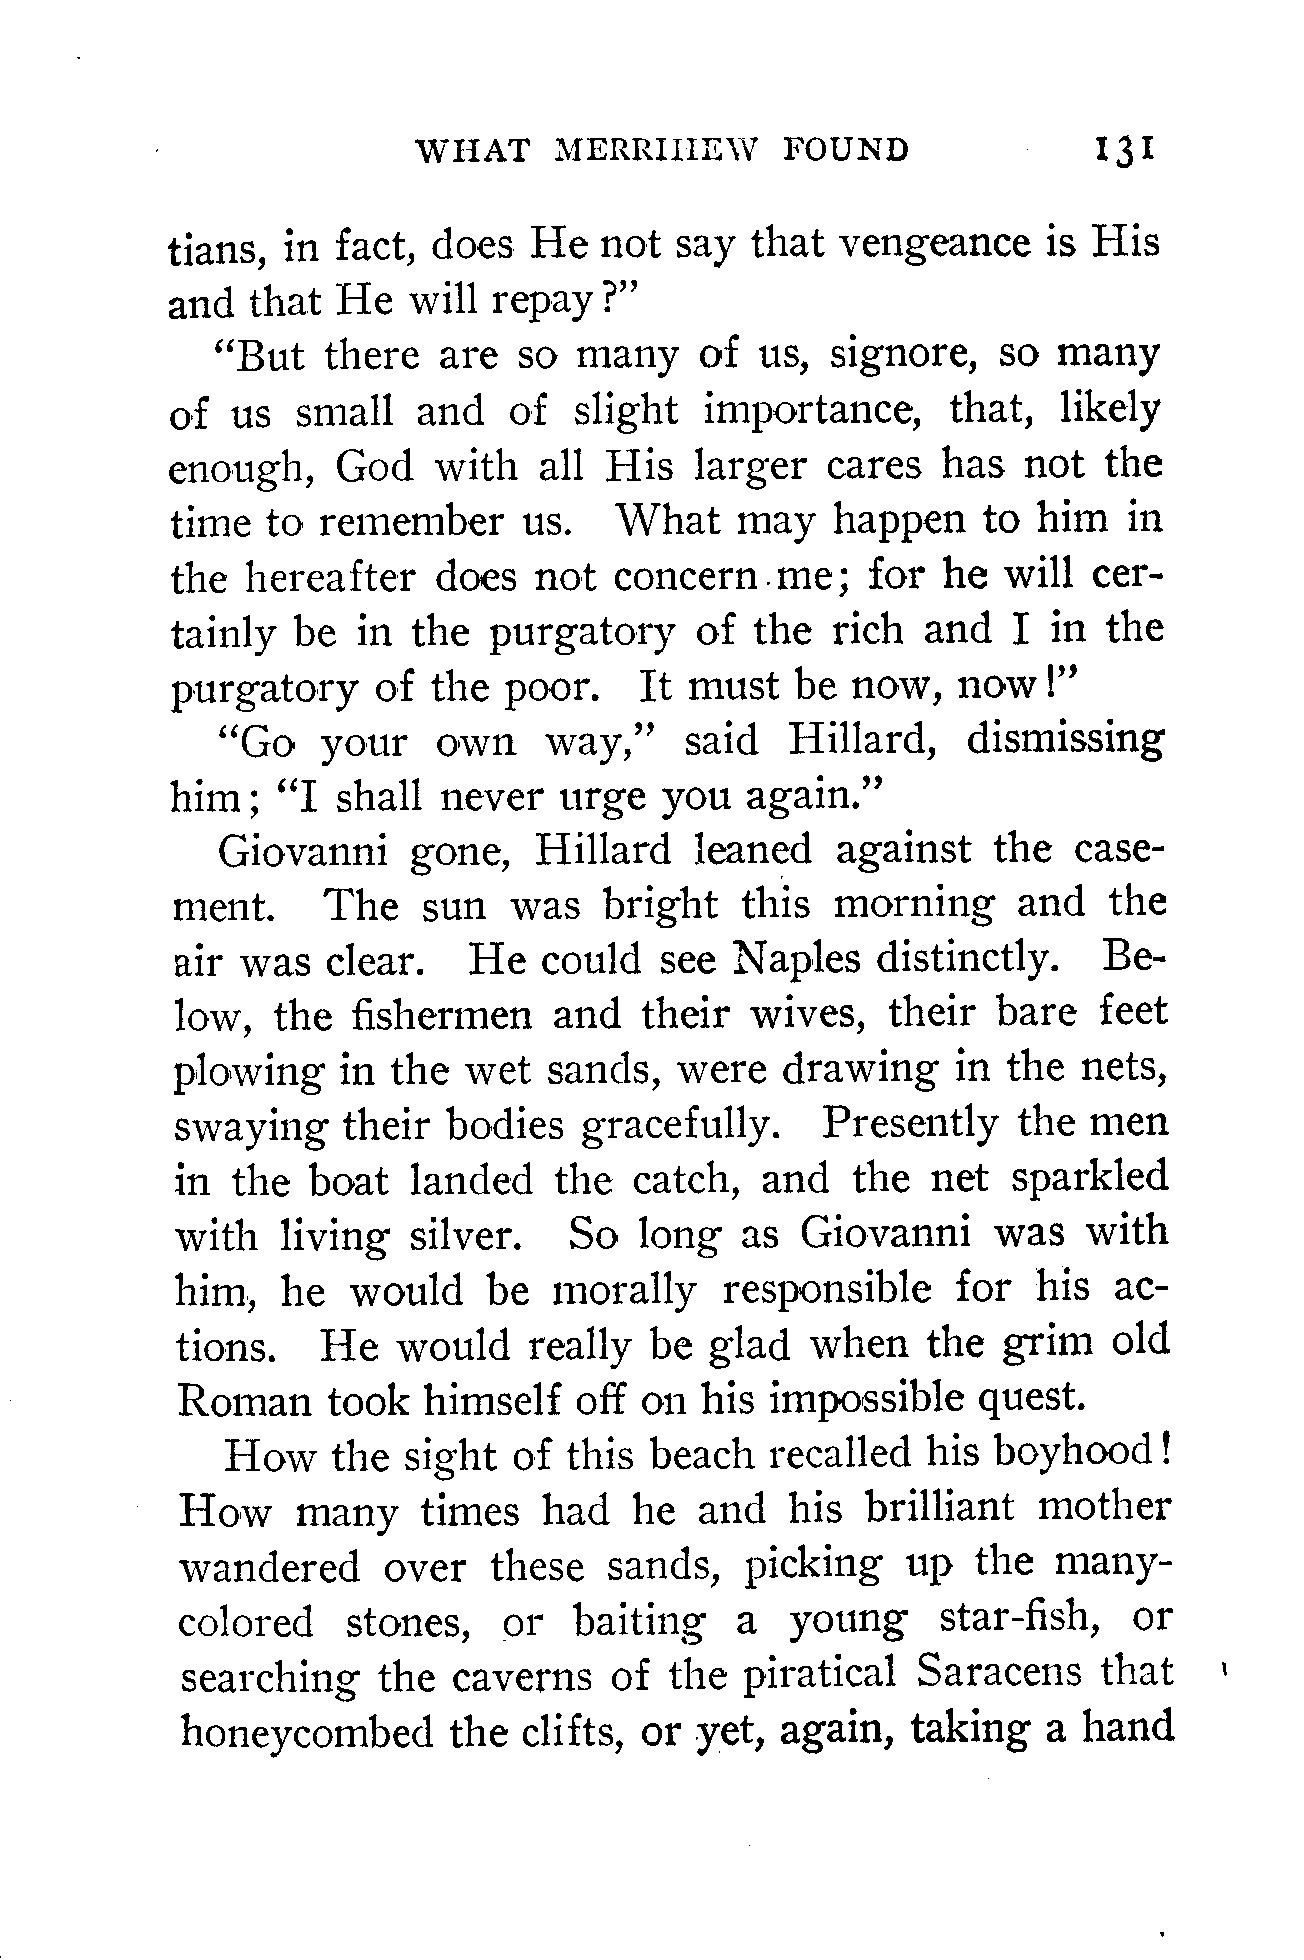 WHAT MERRIHEW FOUND 131
tians, in fact, does He not say that vengeance is His
and that He will repay?"
"But there are so many of us, signore, so many
of us small and of slight importance, that, likely
enough, God with all His larger cares has not the
time to remember us. What may happen to him in
the hereafter does not concern me; for he will cer-
tainly be in the purgatory of the rich and I in the
purgatory of the poor. It must be now, now!"
"Go your own way," said Hillard, dismissing
him; "I shall never urge you again."
Giovanni gone, Hillard leaned against the case-
ment. The sun was bright this morning and the
air was clear. He could see Naples distinctly. Be-
low, the fishermen and their wives, their bare feet
plowing in the wet sands, were drawing in the nets,
swaying their bodies gracefully. Presently the men
in the boat landed the catch, and the net sparkled
with living silver. So long as Giovanni was with
him, he would be morally responsible for his ac-
tions. He would really be glad when the grim old
Roman took himself off on his impossible quest.
How the sight of this beach recalled his boyhood!
How many times had he and his brilliant mother
wandered over these sands, picking up the many-
colored stones, or baiting a young star-fish, or
searching the caverns of the piratical Saracens that
honeycombed the clifts, or yet, again, taking a hand